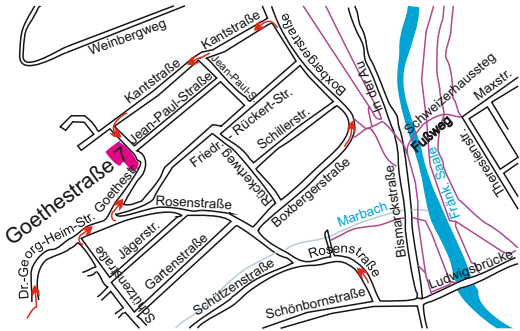 Weinbergweg
Kantstraße
Kantstraße
Boxbergerstraße
Jean-Paul-S
In der Au
Schweizerhaussteg
Maxstr.
Jean-Paul-Straße
Rückert-Str.
Friedr.
Schillerstr.
Fußweg
Theresienstr.
Goethestraße 7
Goethest
Rückertweg
Frank. Saale
Rosenstraße
Boxbergerstraße
Marbach
Dr.-Georg-Heim-Str.
Jägerstr.
Gartenstraße
Bismarckstraße
Rosenstraße
Schützenstraße
Schützenstraße
Ludwigsbrücke
Schönbornstraße